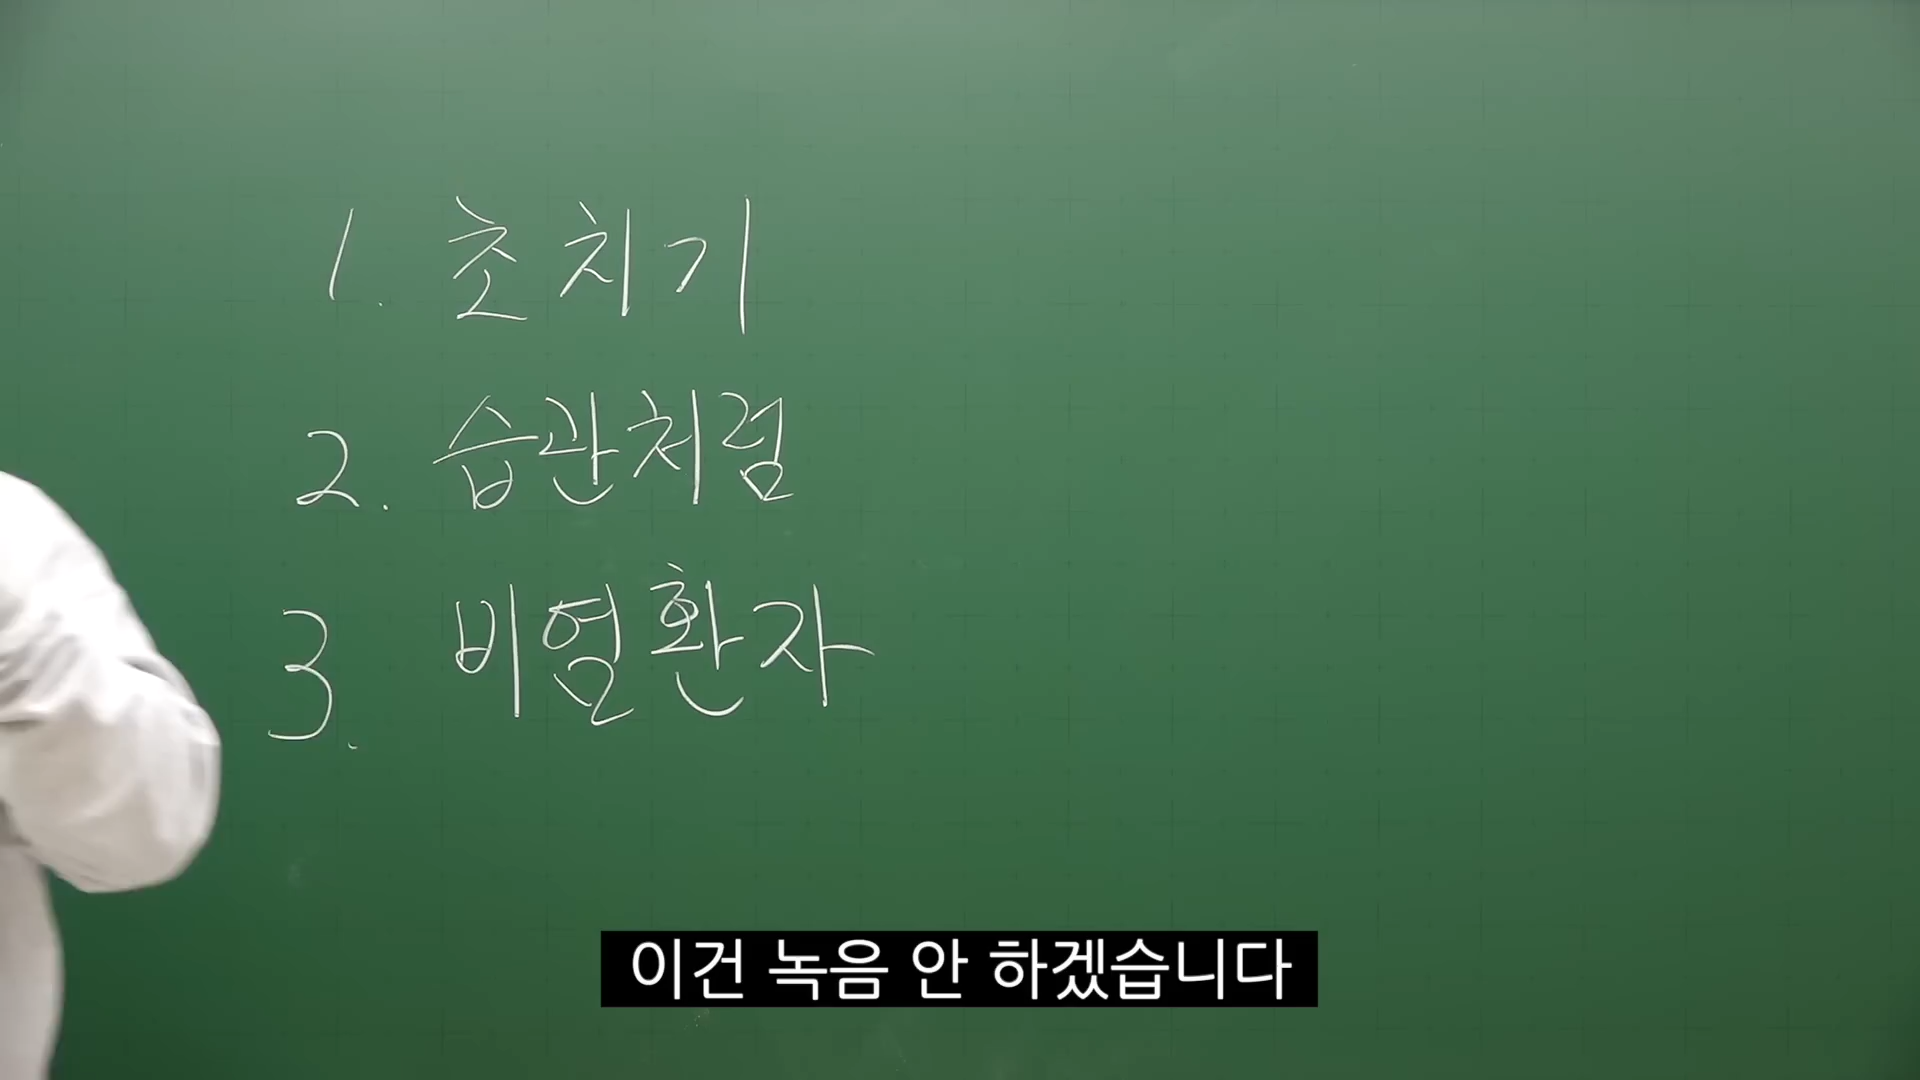 1. 초치기
2. 습관처럼
3. 비열환자
이건 녹음 안 하겠습니다